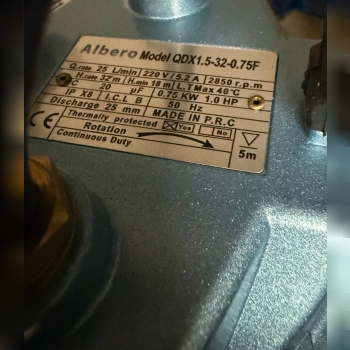 Albero Model QDX1.5-32-0.75F
Q.rate 25 L/min 220 V 5.2 A 2850 r.p.m
H.rate 32 m H.min 18 m L.T Max 40°C
C 20 µF 0.75 KW 1.0 HP
IP X8 I.CL B 50 Hz
Discharge 25 mm MADE IN P.R.C
Thermally protected Yes No
CE Rotation
Continuous Duty 5m